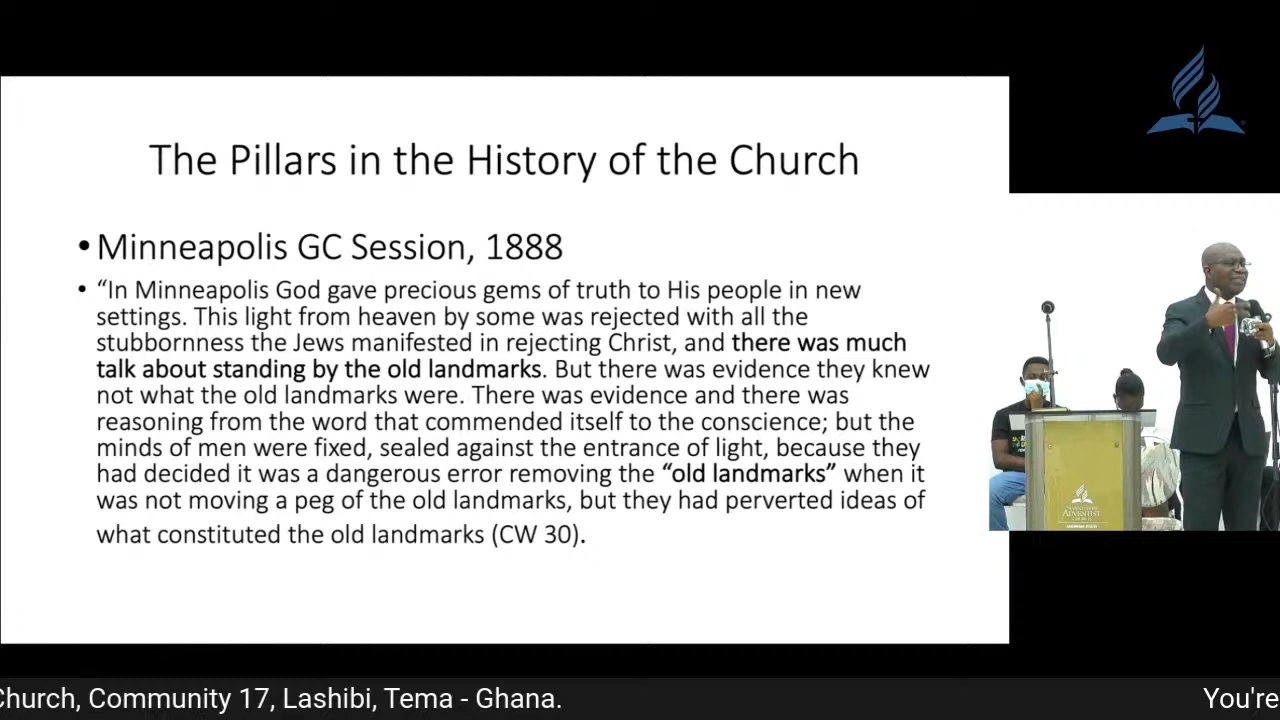 The Pillars in the History of the Church
•Minneapolis GC Session, 1888
• “In Minneapolis God gave precious gems of truth to His people in new
settings. This light from heaven by some was rejected with all the
stubbornness the Jews manifested in rejecting Christ, and there was much
talk about standing by the old landmarks. But there was evidence they knew
not what the old landmarks were. There was evidence and there was
reasoning from the word that commended itself to the conscience; but the
minds of men were fixed, sealed against the entrance of light, because they
had decided it was a dangerous error removing the “old landmarks” when it
was not moving a peg of the old landmarks, but they had perverted ideas of
what constituted the old landmarks (CW 30).
ADVENTIST
CHURCH
Church, Community 17, Lashibi, Tema - Ghana.
You're